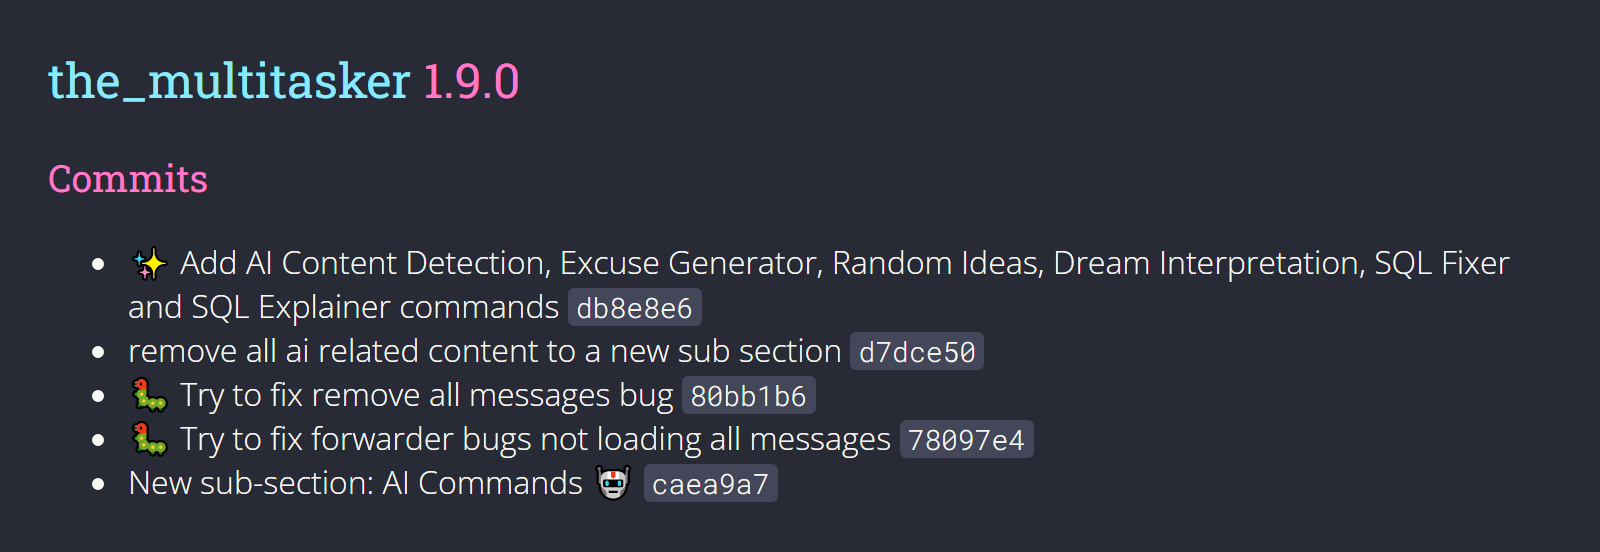 the_multitasker 1.9.0
Commits
• ✨ Add AI Content Detection, Excuse Generator, Random Ideas, Dream Interpretation, SQL Fixer
and SQL Explainer commands db8e8e6
• remove all ai related content to a new sub section d7dce50
• 🐛 Try to fix remove all messages bug 80bb1b6
• 🐛 Try to fix forwarder bugs not loading all messages 78097e4
• New sub-section: AI Commands 🤖 caea9a7